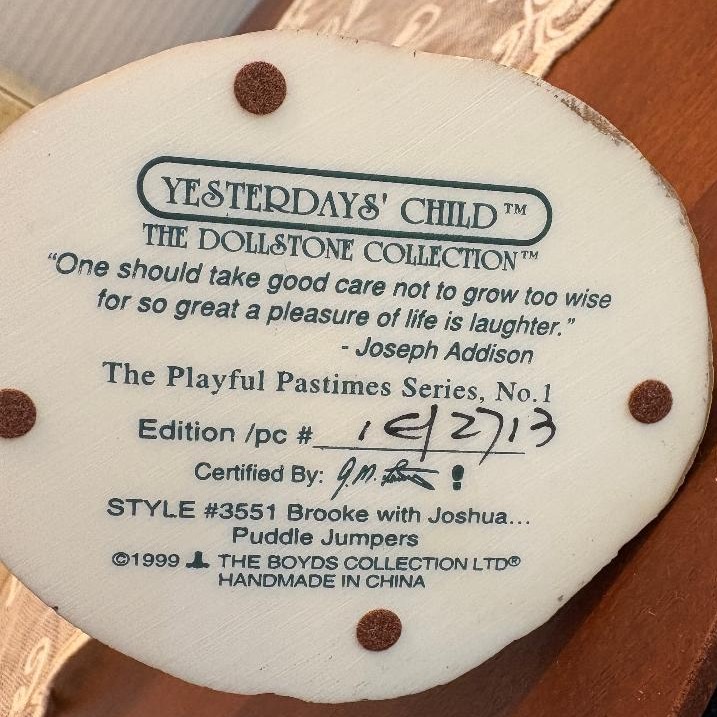 YESTERDAYS' CHILD™
THE DOLLSTONE COLLECTION™
"One should take good care not to grow too wise
for so great a pleasure of life is laughter."
- Joseph Addison
The Playful Pastimes Series, No.1
Edition /pc # 1E/2713
Certified By: J.M.
STYLE #3551 Brooke with Joshua...
Puddle Jumpers
©1999 THE BOYDS COLLECTION LTD®
HANDMADE IN CHINA